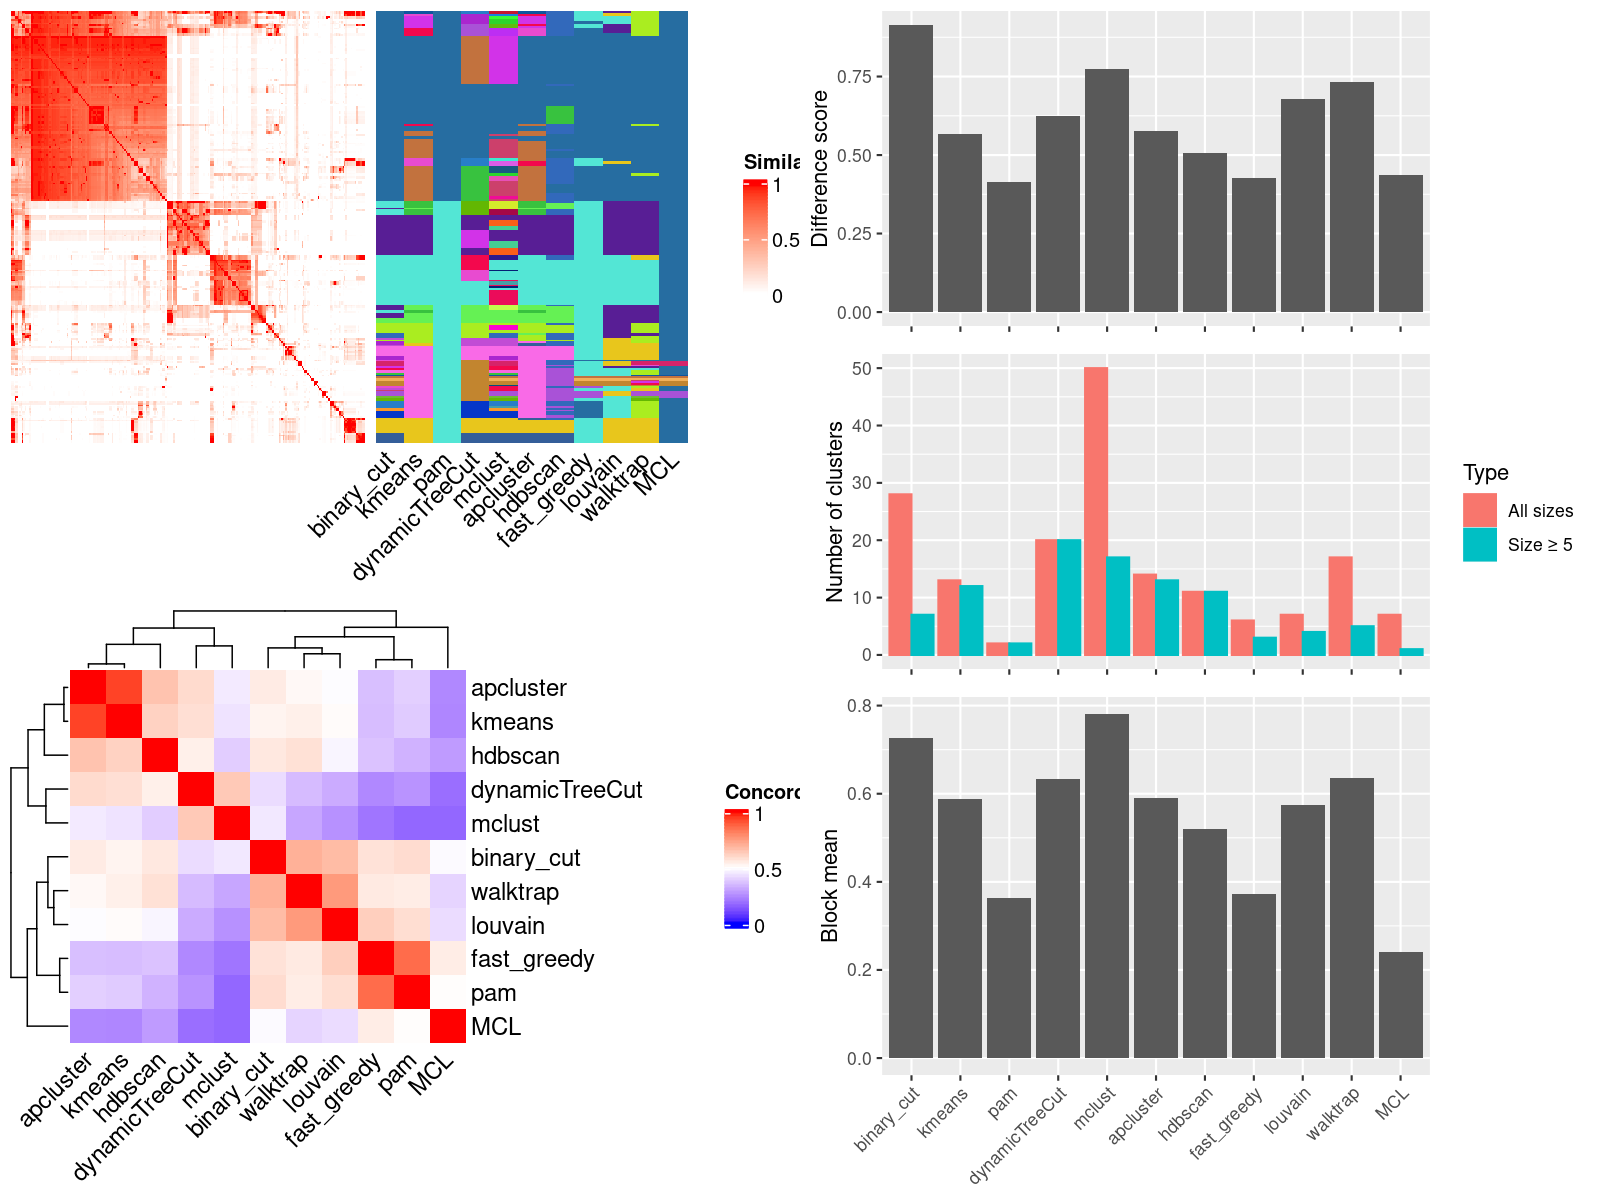 Simila
1
0.5
0
binary_cut
kmeans
pam
dynamicTreeCut
mclust
apcluster
hdbscan
fast_greedy
louvain
walktrap
MCL
apcluster
kmeans
hdbscan
dynamicTreeCut
mclust
binary_cut
walktrap
louvain
fast_greedy
pam
MCL
Concord
1
0.5
0
apcluster
kmeans
hdbscan
dynamicTreeCut
mclust
binary_cut
walktrap
louvain
fast_greedy
pam
MCL
Difference score
0.75
0.50
0.25
0.00
Number of clusters
50
40
30
20
10
0
Type
All sizes
Size ≥ 5
Block mean
0.8
0.6
0.4
0.2
0.0
binary_cut
kmeans
pam
dynamicTreeCut
mclust
apcluster
hdbscan
fast_greedy
louvain
walktrap
MCL